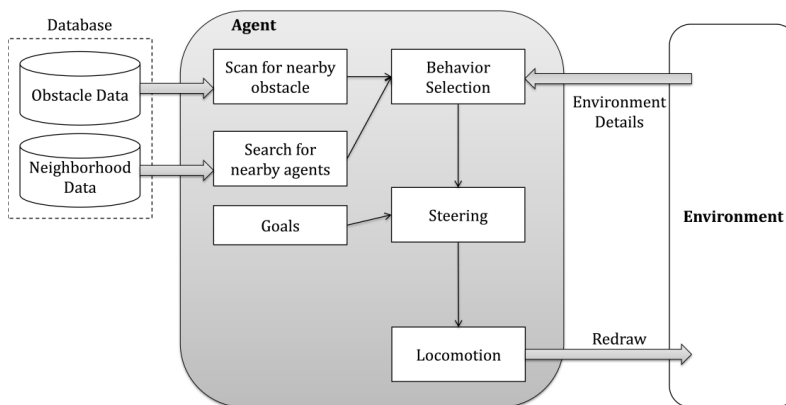 Database
Agent
Obstacle Data
Scan for nearby
obstacle
Behavior
Selection
Environment
Details
Neighborhood
Data
Search for
nearby agents
Goals
Steering
Environment
Locomotion
Redraw